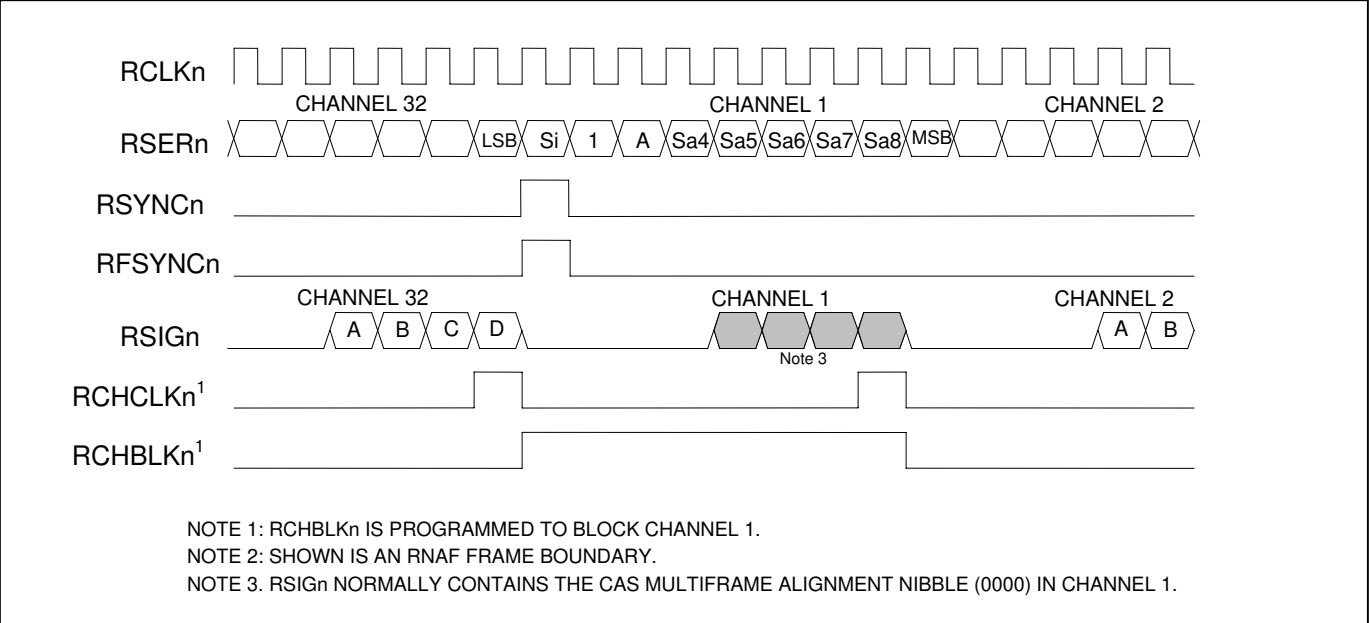 RCLKn
CHANNEL 32 CHANNEL 1 CHANNEL 2
RSERn LSB Si 1 A Sa4 Sa5 Sa6 Sa7 Sa8 MSB
RSYNCn
RFSYNCn
CHANNEL 32 CHANNEL 1 CHANNEL 2
RSIGn A B C D A B
Note 3
RCHCLKn¹
RCHBLKn¹
NOTE 1: RCHBLKn IS PROGRAMMED TO BLOCK CHANNEL 1.
NOTE 2: SHOWN IS AN RNAF FRAME BOUNDARY.
NOTE 3. RSIGn NORMALLY CONTAINS THE CAS MULTIFRAME ALIGNMENT NIBBLE (0000) IN CHANNEL 1.